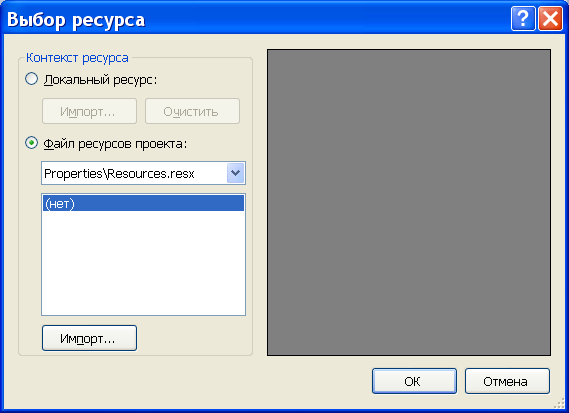 Выбор ресурса
Контекст ресурса
Локальный ресурс:
Импорт...
Очистить
Файл ресурсов проекта:
Properties\Resources.resx
(нет)
Импорт...
ОК
Отмена